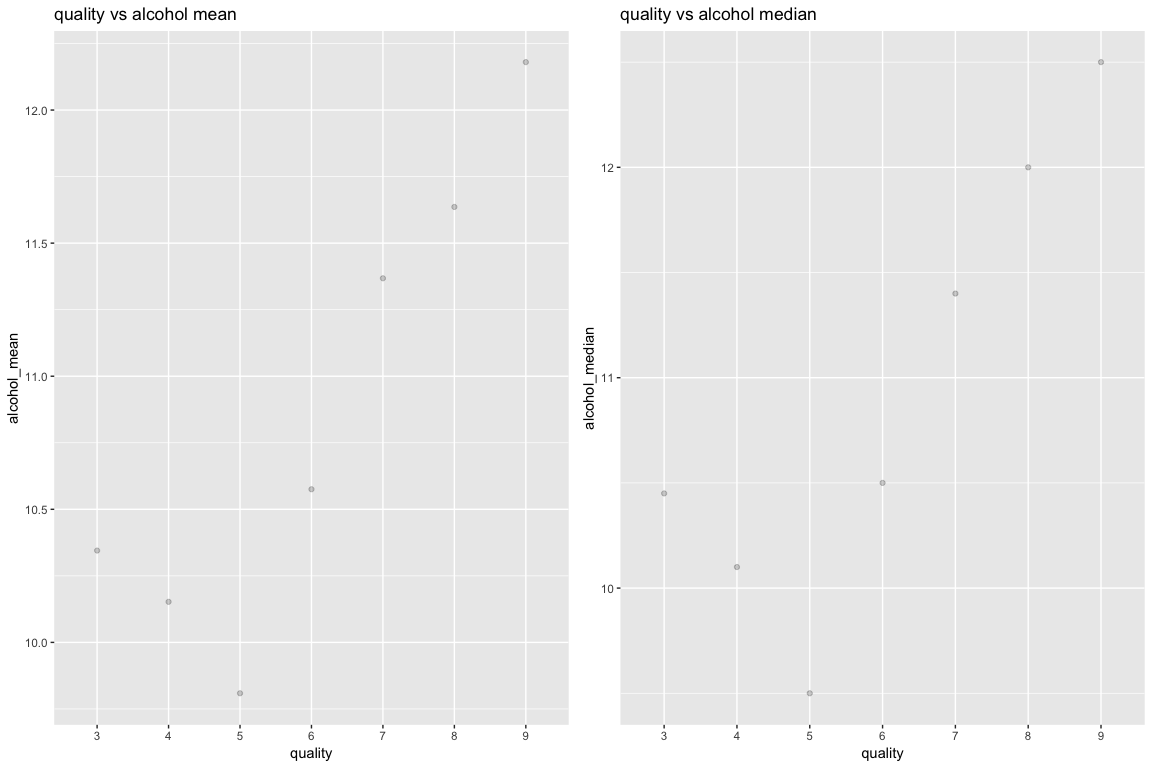 quality vs alcohol mean
alcohol_mean
12.0
11.5
11.0
10.5
10.0
3 4 5 6 7 8 9
quality
quality vs alcohol median
alcohol_median
12
11
10
3 4 5 6 7 8 9
quality